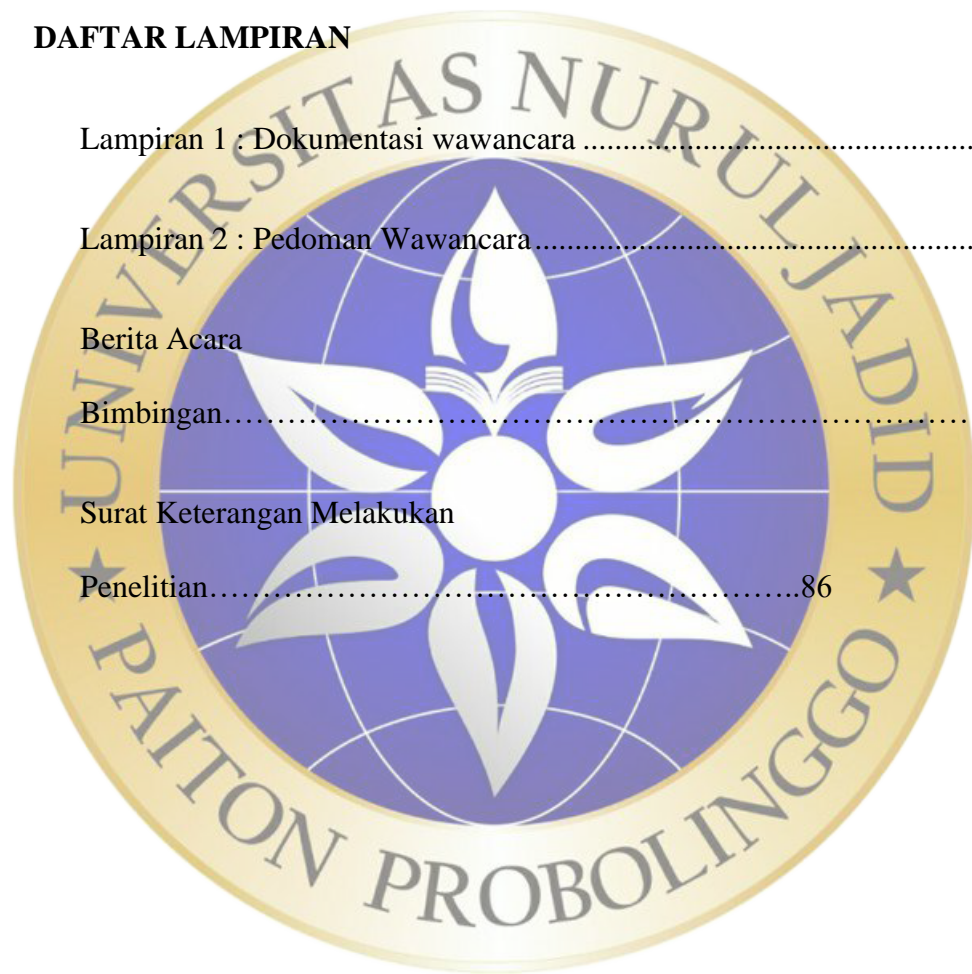 DAFTAR LAMPIRAN
Lampiran 1 : Dokumentasi wawancara ................................................
Lampiran 2 : Pedoman Wawancara......................................................
Berita Acara
Bimbingan……………………………………………………………
Surat Keterangan Melakukan
Penelitian……………………………………………….86
UNIVERSITAS NURUL JADID
★ PAITON PROBOLINGGO ★